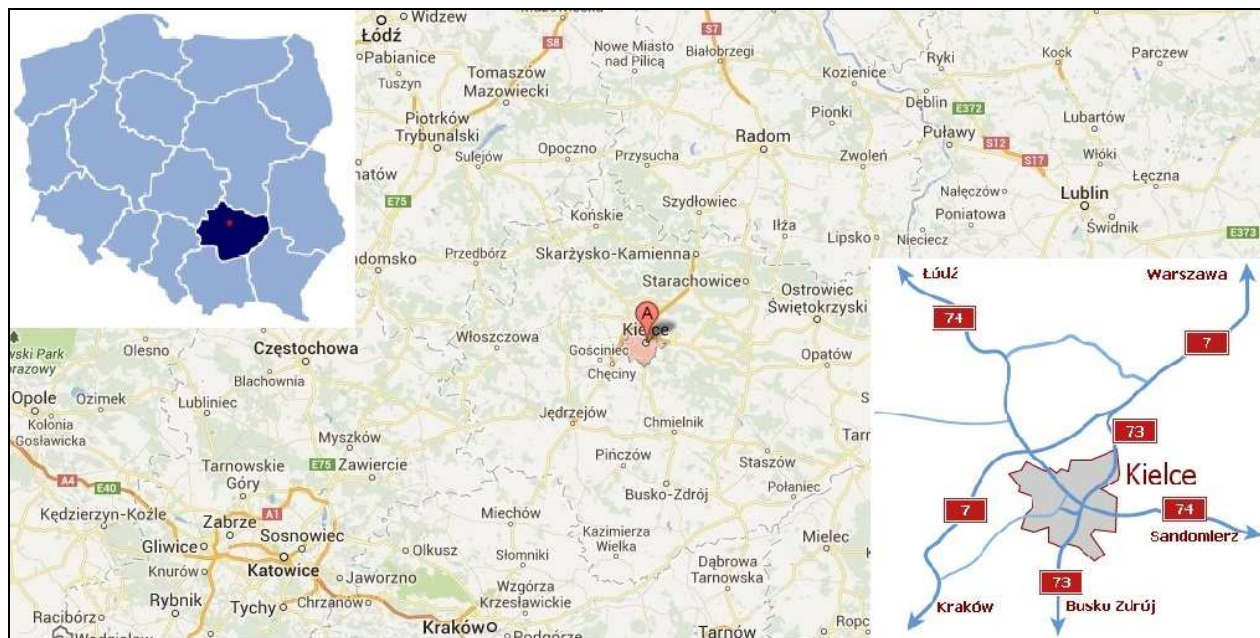 Widzew
Łódź
Pabianice
Tuszyn
Tomaszów
Mazowiecki
S8
Nowe Miasto
nad Pilicą
S7
Białobrzegi
Kozienice
Ryki
Kock
Parczew
Piotrków
Trybunalski
Sulejów
Opoczno
Przysucha
Radom
Pionki
Dęblin
E372
Puławy
Lubartów
Zwoleń
S12
S17
Włóki
Łęczna
E75
Nałęczów
Lublin
Końskie
Szydłowiec
Iłża
Lipsko
Poniatowa
Świdnik
Nieciecz
E373
Przedbórz
Skarżysko-Kamienna
Starachowice
Ostrowiec
Świętokrzyski
Olesno
Częstochowa
Włoszczowa
A
Kielce
Gościniec
Chęciny
Opatów
Blachownia
Opole
Ozimek
Lubliniec
Kolonia
Gosławicka
Jędrzejów
Chmielnik
Myszków
E75
Zawiercie
Pińczów
Staszów
Tarnowskie
Góry
Busko-Zdrój
Połaniec
A4
E40
Kędzierzyn-Koźle
Zabrze
A1
Sosnowiec
Miechów
Kazimierza
Wielka
Mielec
Gliwice
Katowice
Olkusz
Słomniki
Dąbrowa
Tarnowska
Knurów
Jaworzno
Wzgórza
Krzesławickie
Rybnik
Tychy
Chrzanów
Racibórz
Kraków
Podgórze
Tarnów
Łódź
Warszawa
74
7
73
Kielce
7
74
Sandomierz
73
Kraków
Busko Zdrój